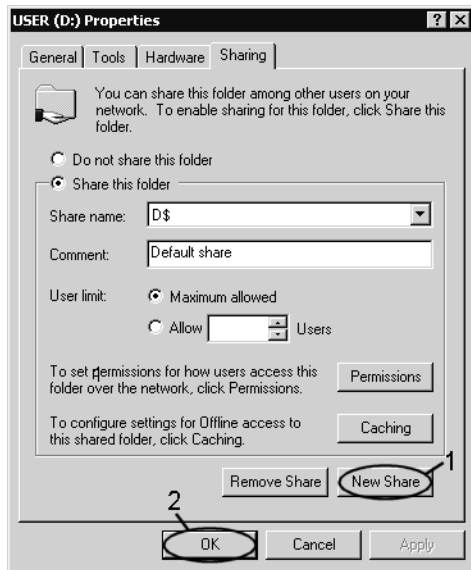 USER (D:) Properties
General Tools Hardware Sharing
You can share this folder among other users on your
network. To enable sharing for this folder, click Share this
folder.
Do not share this folder
Share this folder
Share name: D$
Comment: Default share
User limit: Maximum allowed
Allow Users
To set permissions for how users access this
folder over the network, click Permissions.
Permissions
To configure settings for Offline access to
this shared folder, click Caching.
Caching
1
Remove Share New Share
2
OK Cancel Apply